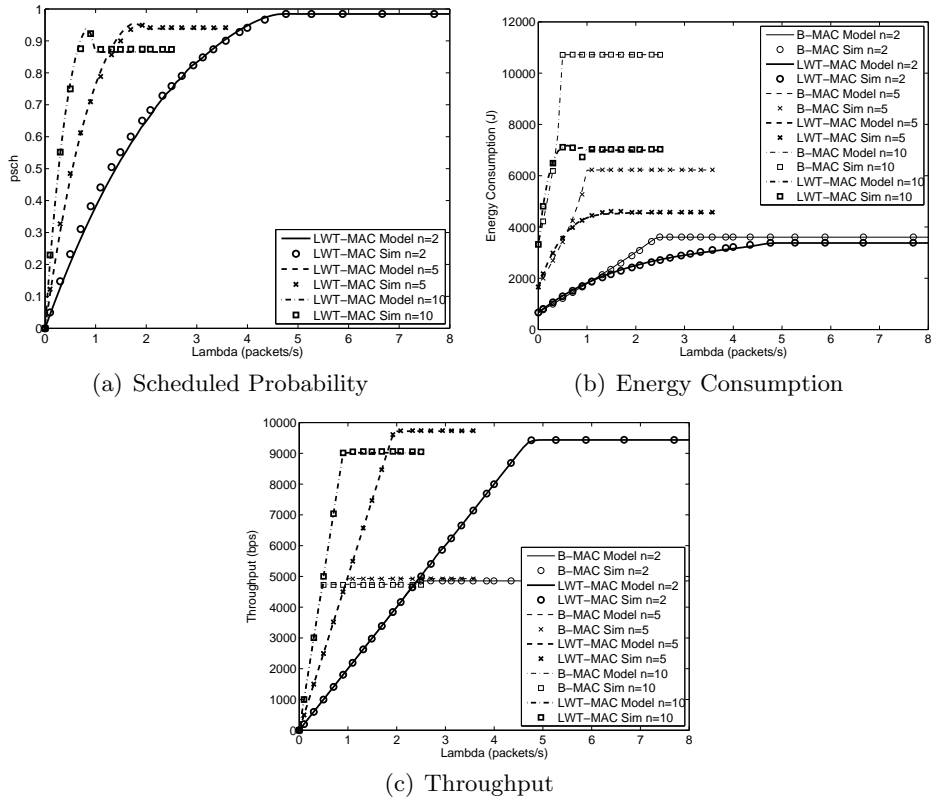 1
0.9
0.8
0.7
0.6
0.5
0.4
0.3
0.2
0.1
0
psch
0 1 2 3 4 5 6 7 8
Lambda (packets/s)
LWT-MAC Model n=2
LWT-MAC Sim n=2
LWT-MAC Model n=5
LWT-MAC Sim n=5
LWT-MAC Model n=10
LWT-MAC Sim n=10
(a) Scheduled Probability
12000
10000
8000
6000
4000
2000
0
Energy Consumption (J)
0 1 2 3 4 5 6 7 8
Lambda (packets/s)
B-MAC Model n=2
B-MAC Sim n=2
LWT-MAC Model n=2
LWT-MAC Sim n=2
B-MAC Model n=5
B-MAC Sim n=5
LWT-MAC Model n=5
LWT-MAC Sim n=5
B-MAC Model n=10
B-MAC Sim n=10
LWT-MAC Model n=10
LWT-MAC Sim n=10
(b) Energy Consumption
10000
9000
8000
7000
6000
5000
4000
3000
2000
1000
0
Throughput (bps)
0 1 2 3 4 5 6 7 8
Lambda (packets/s)
B-MAC Model n=2
B-MAC Sim n=2
LWT-MAC Model n=2
LWT-MAC Sim n=2
B-MAC Model n=5
B-MAC Sim n=5
LWT-MAC Model n=5
LWT-MAC Sim n=5
B-MAC Model n=10
B-MAC Sim n=10
LWT-MAC Model n=10
LWT-MAC Sim n=10
(c) Throughput